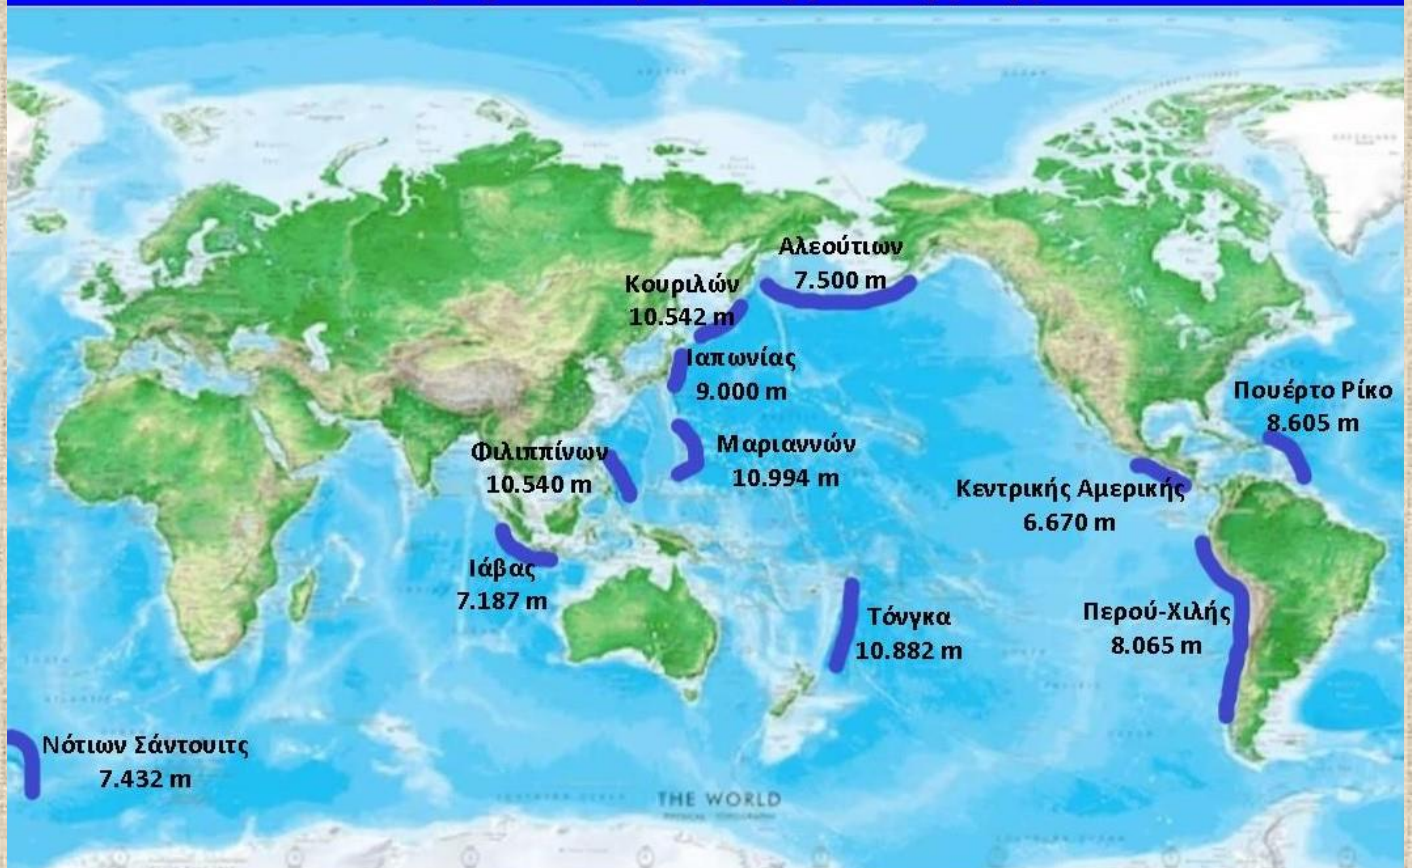 Αλεούτιων
7.500 m
Κουριλών
10.542 m
Ιαπωνίας
9.000 m
Πουέρτο Ρίκο
8.605 m
Φιλιππίνων
10.540 m
Μαριαννών
10.994 m
Κεντρικής Αμερικής
6.670 m
Ιάβας
7.187 m
Τόνγκα
10.882 m
Περού-Χιλής
8.065 m
Νότιων Σάντουιτς
7.432 m
THE WORLD